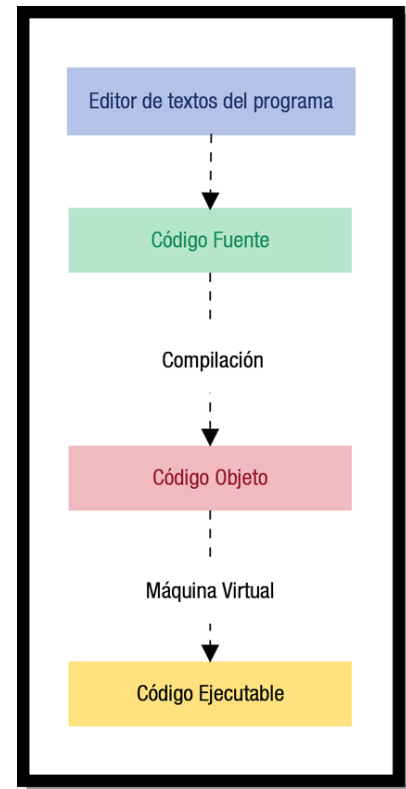 Editor de textos del programa
Código Fuente
Compilación
Código Objeto
Máquina Virtual
Código Ejecutable